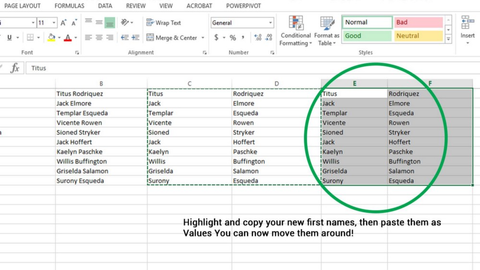 PAGE LAYOUT FORMULAS DATA REVIEW VIEW ACROBAT POWERPIVOT
11 Wrap Text General Normal Bad
B I U Merge & Center $ % Conditional Formatting Format as Table Good Neutral Insert
Font Alignment Number Styles
fx Titus
B C D E F
Titus Rodriquez Titus Rodriquez Titus Rodriquez
Jack Elmore Jack Elmore Jack Elmore
Templar Esqueda Templar Esqueda Templar Esqueda
Vicente Rowen Vicente Rowen Vicente Rowen
Sioned Stryker Sioned Stryker Sioned Stryker
Jack Hoffert Jack Hoffert Jack Hoffert
Kaelyn Paschke Kaelyn Paschke Kaelyn Paschke
Willis Buffington Willis Buffington Willis Buffington
Griselda Salamon Griselda Salamon Griselda Salamon
Surony Esqueda Surony Esqueda Surony Esqueda
Highlight and copy your new first names, then paste them as
Values You can now move them around!